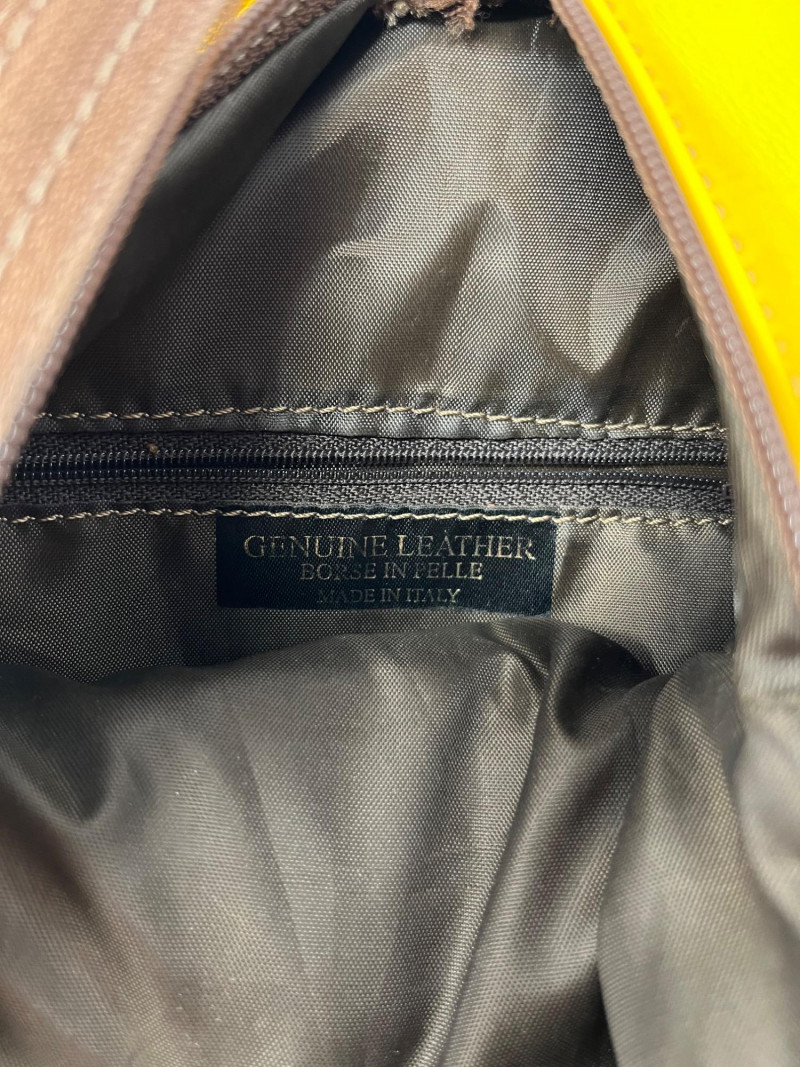 GENUINE LEATHER
BORSE IN PELLE
MADE IN ITALY